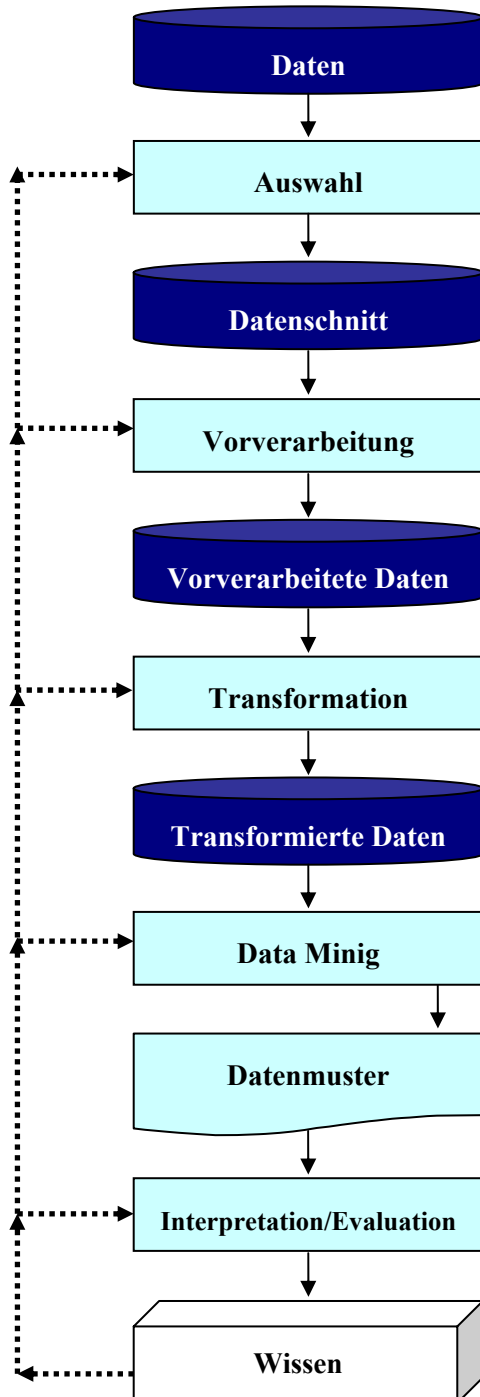 Daten
Auswahl
Datenschnitt
Vorverarbeitung
Vorverarbeitete Daten
Transformation
Transformierte Daten
Data Minig
Datenmuster
Interpretation/Evaluation
Wissen